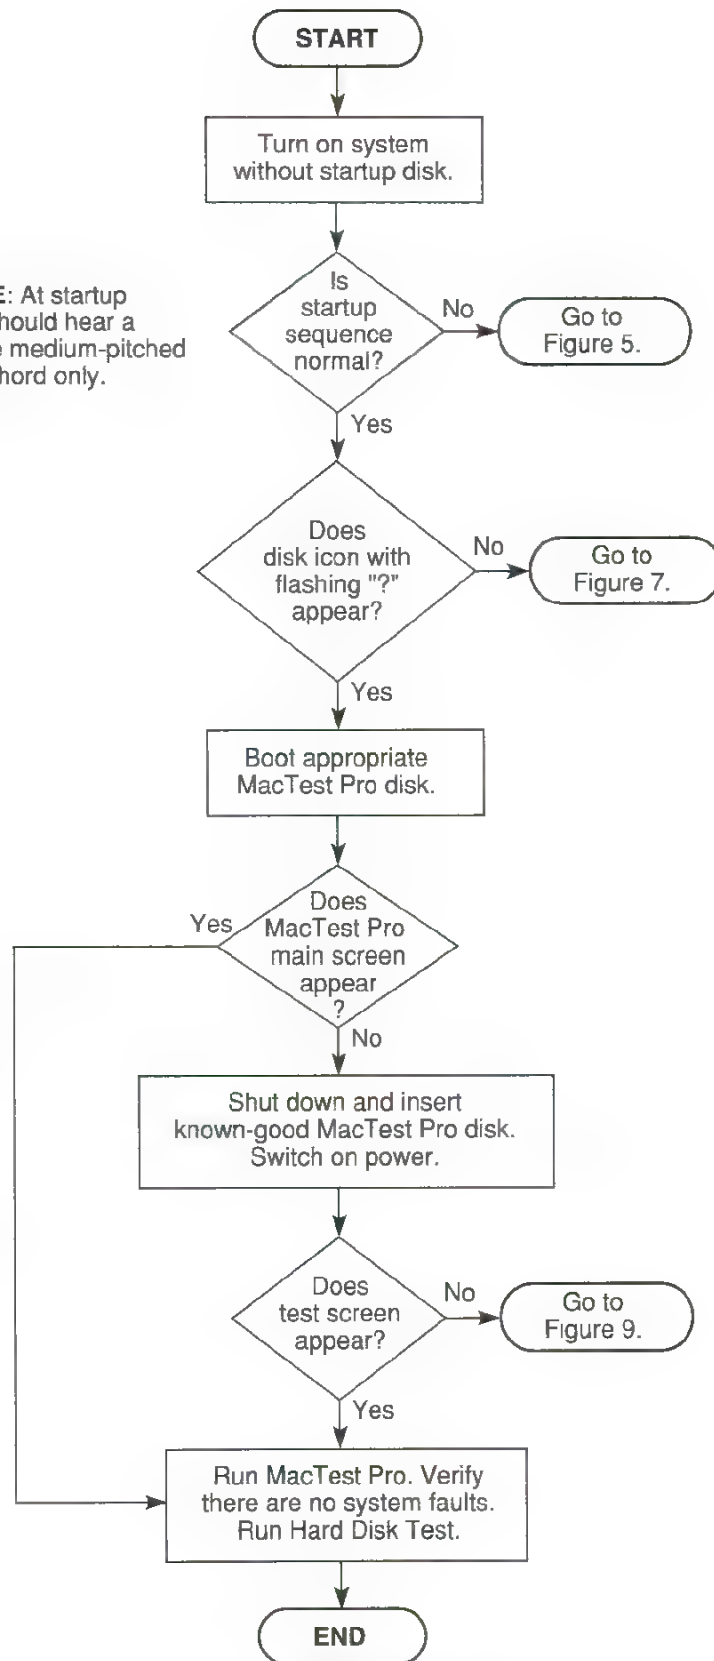 START
Turn on system
without startup disk.
: At startup
hould hear a
medium-pitched
hord only.
Is
startup
sequence
normal?
No
Go to
Figure 5.
Yes
Does
disk icon with
flashing "?"
appear?
No
Go to
Figure 7.
Yes
Boot appropriate
MacTest Pro disk.
Does
MacTest Pro
main screen
appear
?
Yes
No
Shut down and insert
known-good MacTest Pro disk.
Switch on power.
Does
test screen
appear?
No
Go to
Figure 9.
Yes
Run MacTest Pro. Verify
there are no system faults.
Run Hard Disk Test.
END